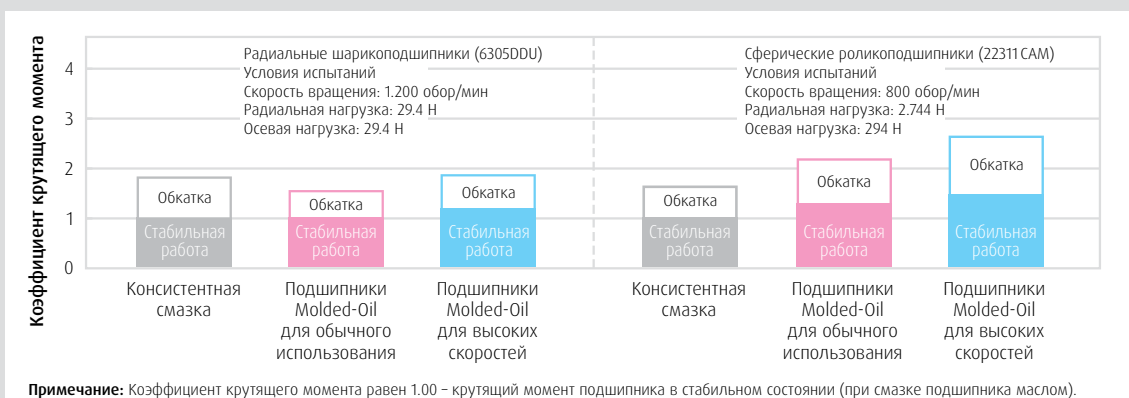 Коэффициент крутящего момента
4
3
2
1
0
Радиальные шарикоподшипники (6305DDU)
Условия испытаний
Скорость вращения: 1.200 обор/мин
Радиальная нагрузка: 29.4 Н
Осевая нагрузка: 29.4 Н
Сферические роликоподшипники (22311 CAM)
Условия испытаний
Скорость вращения: 800 обор/мин
Радиальная нагрузка: 2.744 Н
Осевая нагрузка: 294 Н
Обкатка
Стабильная
работа
Обкатка
Стабильная
работа
Обкатка
Стабильная
работа
Обкатка
Стабильная
работа
Обкатка
Стабильная
работа
Обкатка
Стабильная
работа
Консистентная
смазка
Подшипники
Molded-Oil
для обычного
использования
Подшипники
Molded-Oil
для высоких
скоростей
Консистентная
смазка
Подшипники
Molded-Oil
для обычного
использования
Подшипники
Molded-Oil
для высоких
скоростей
Примечание: Коэффициент крутящего момента равен 1.00 – крутящий момент подшипника в стабильном состоянии (при смазке подшипника маслом).